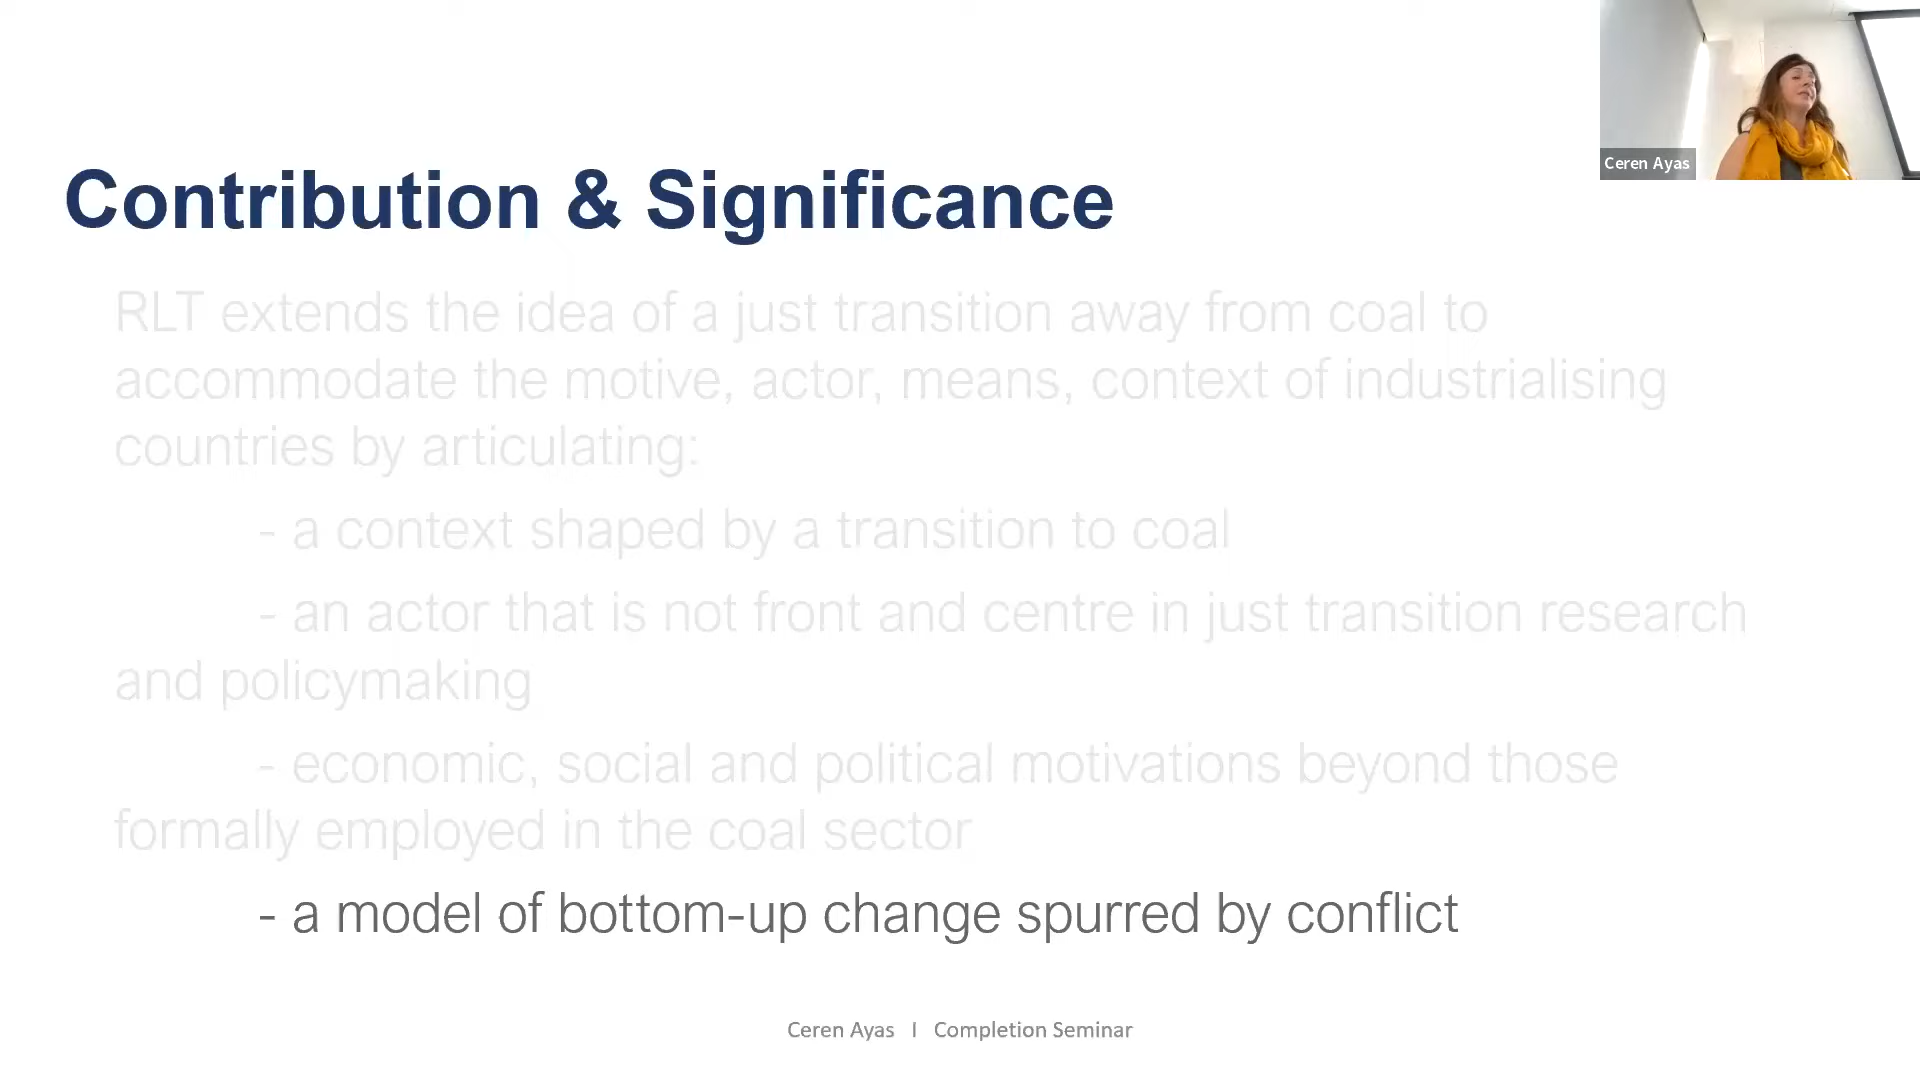 Ceren Ayas
Contribution & Significance
RLT extends the idea of a just transition away from coal to
accommodate the motive, actor, means, context of industrialising
countries by articulating:
- a context shaped by a transition to coal
- an actor that is not front and centre in just transition research
and policymaking
- economic, social and political motivations beyond those
formally employed in the coal sector
- a model of bottom-up change spurred by conflict
Ceren Ayas I Completion Seminar